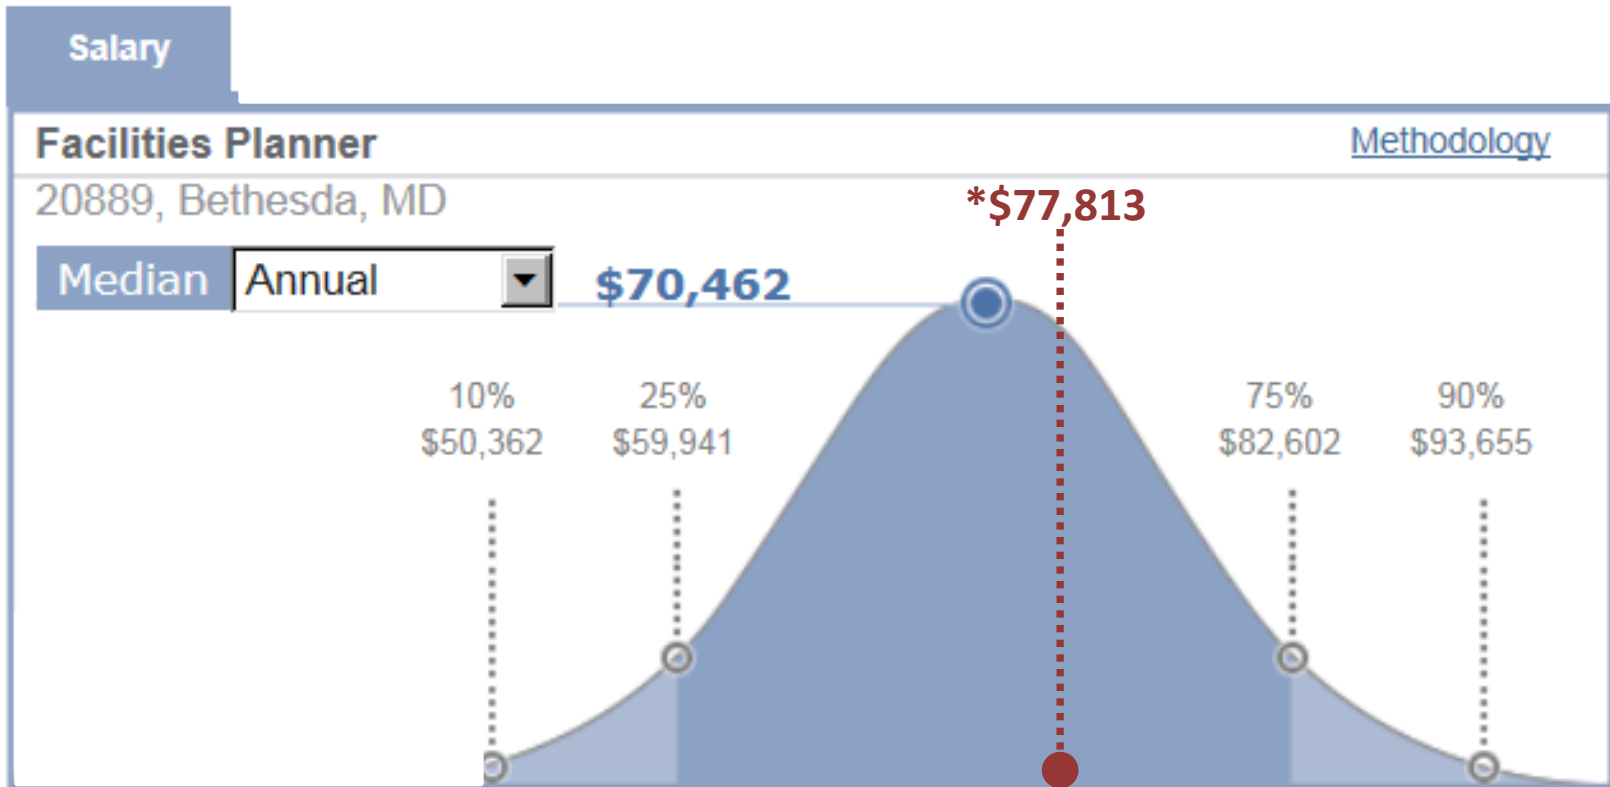 Salary
Facilities Planner
Methodology
20889, Bethesda, MD
*$77,813
Median
Annual
$70,462
10%
25%
75%
90%
$50,362
$59,941
$82,602
$93,655